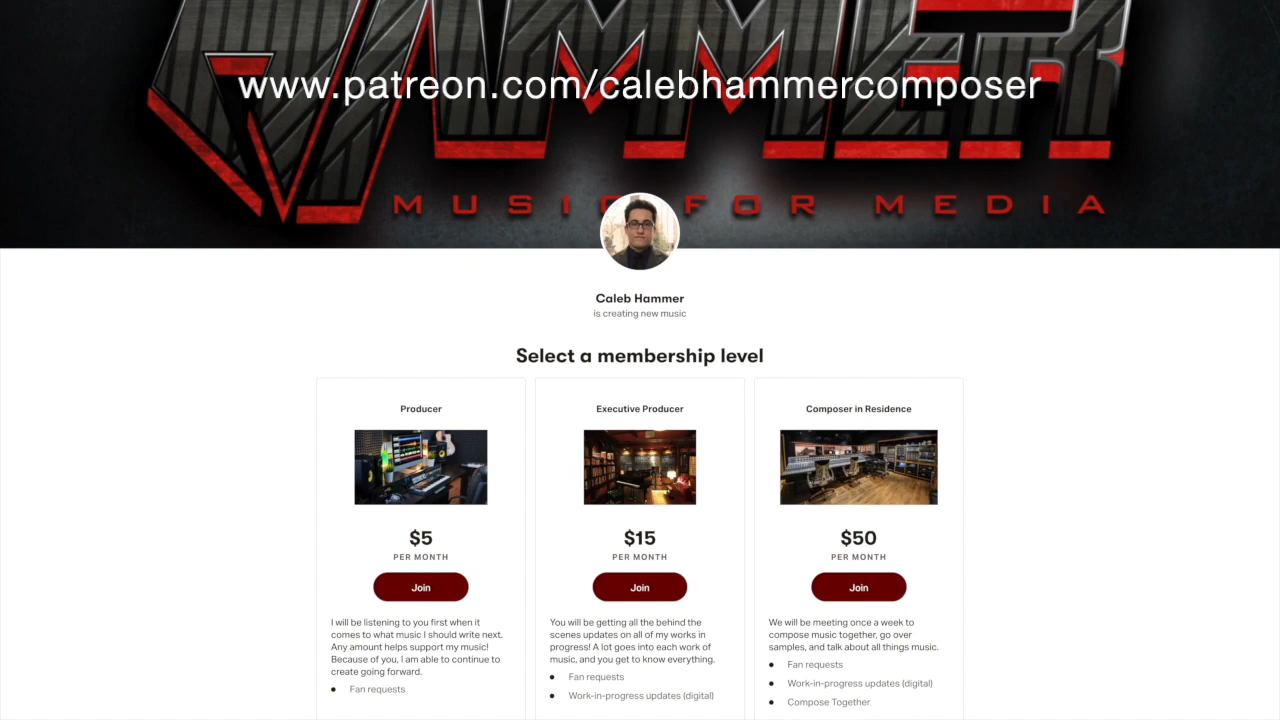 HAMMER
www.patreon.com/calebhammercomposer
MUSIC FOR MEDIA
Caleb Hammer
is creating new music
Select a membership level
Producer
$5
PER MONTH
Join
I will be listening to you first when it
comes to what music I should write next.
Any amount helps support my music!
Because of you, I am able to continue to
create going forward.
Fan requests
Executive Producer
$15
PER MONTH
Join
You will be getting all the behind the
scenes updates on all of my works in
progress! A lot goes into each work of
music, and you get to know everything.
Fan requests
Work-in-progress updates (digital)
Composer in Residence
$50
PER MONTH
Join
We will be meeting once a week to
compose music together, go over
samples, and talk about all things music.
Fan requests
Work-in-progress updates (digital)
Compose Together